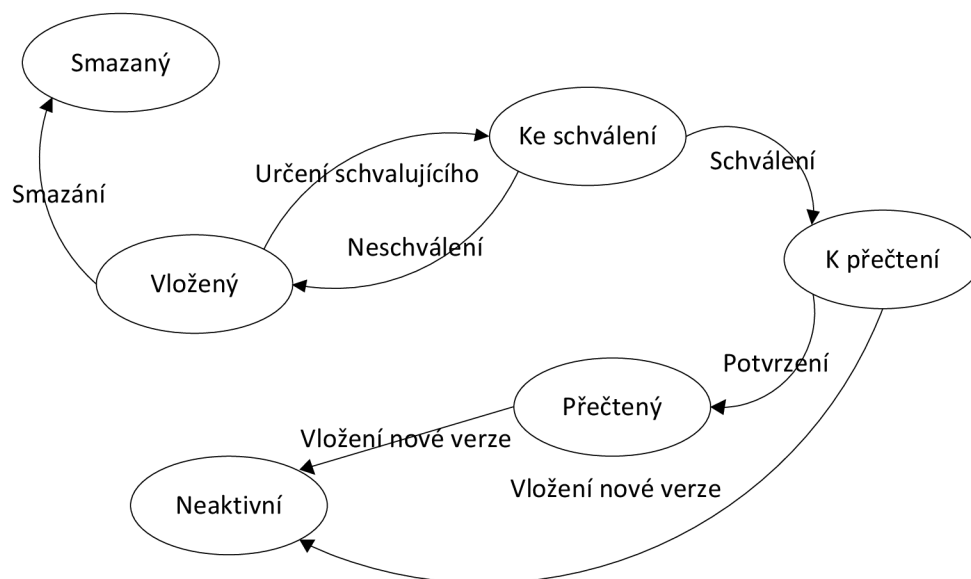 Smazaný
Ke schválení
Schválení
Určení schvalujícího
Smazání
Neschválení
K přečtení
Vložený
Potvrzení
Přečtený
Vložení nové verze
Vložení nové verze
Neaktivní